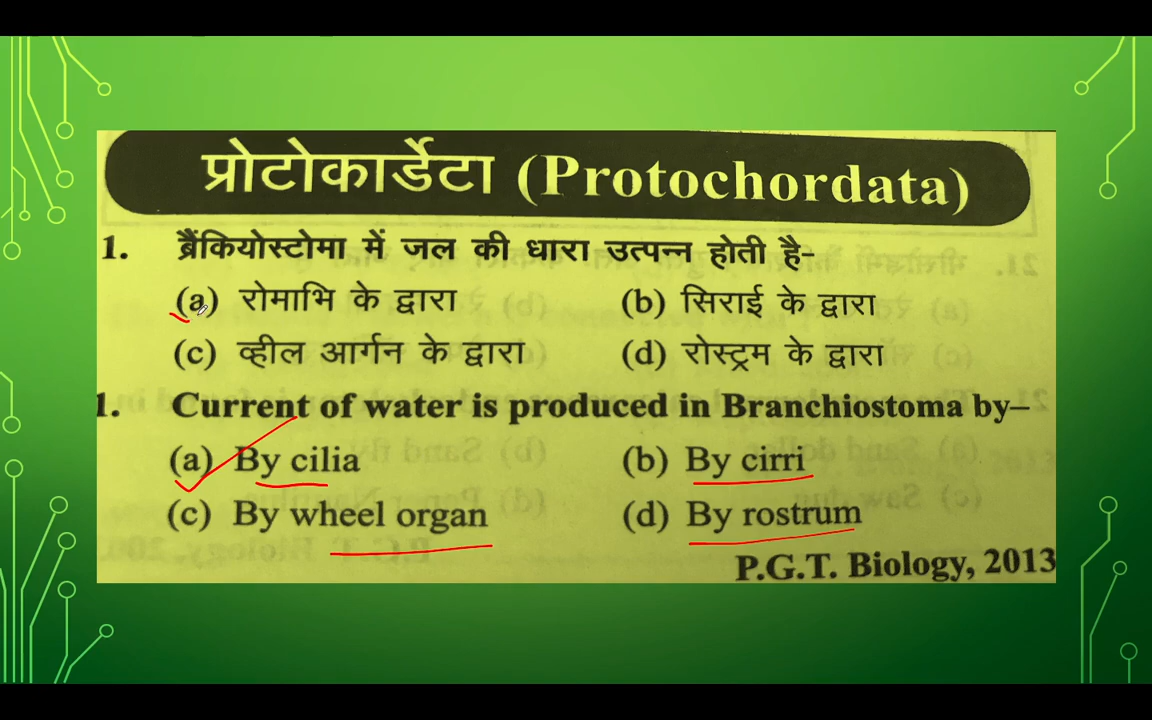 प्रोटोकार्डेटा (Protochordata)
1. ब्रैंकियोस्टोमा में जल की धारा उत्पन्न होती है-
(a) रोमाभि के द्वारा (b) सिराई के द्वारा
(c) व्हील आर्गन के द्वारा (d) रोस्ट्रम के द्वारा
1. Current of water is produced in Branchiostoma by–
(a) By cilia (b) By cirri
(c) By wheel organ (d) By rostrum
P.G.T. Biology, 2013